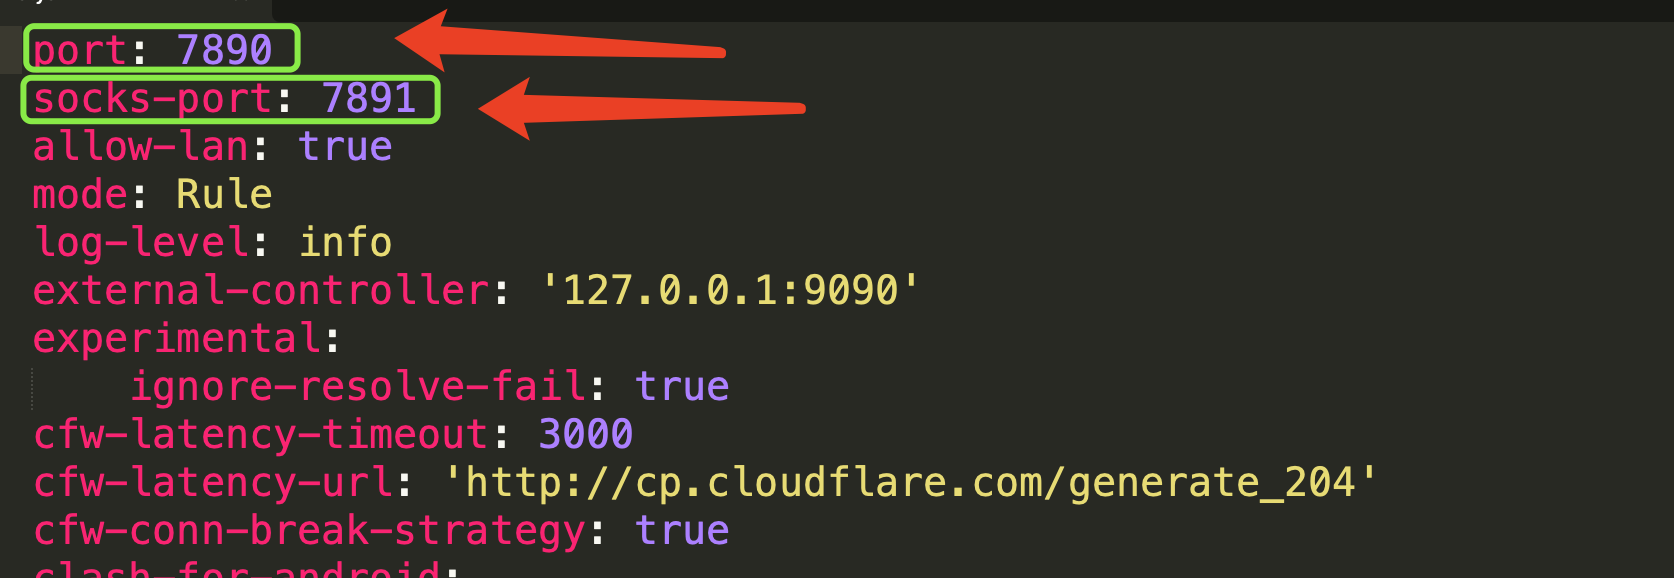 port: 7890
socks-port: 7891
allow-lan: true
mode: Rule
log-level: info
external-controller: '127.0.0.1:9090'
experimental:
    ignore-resolve-fail: true
cfw-latency-timeout: 3000
cfw-latency-url: 'http://cp.cloudflare.com/generate_204'
cfw-conn-break-strategy: true
clash-for-android: